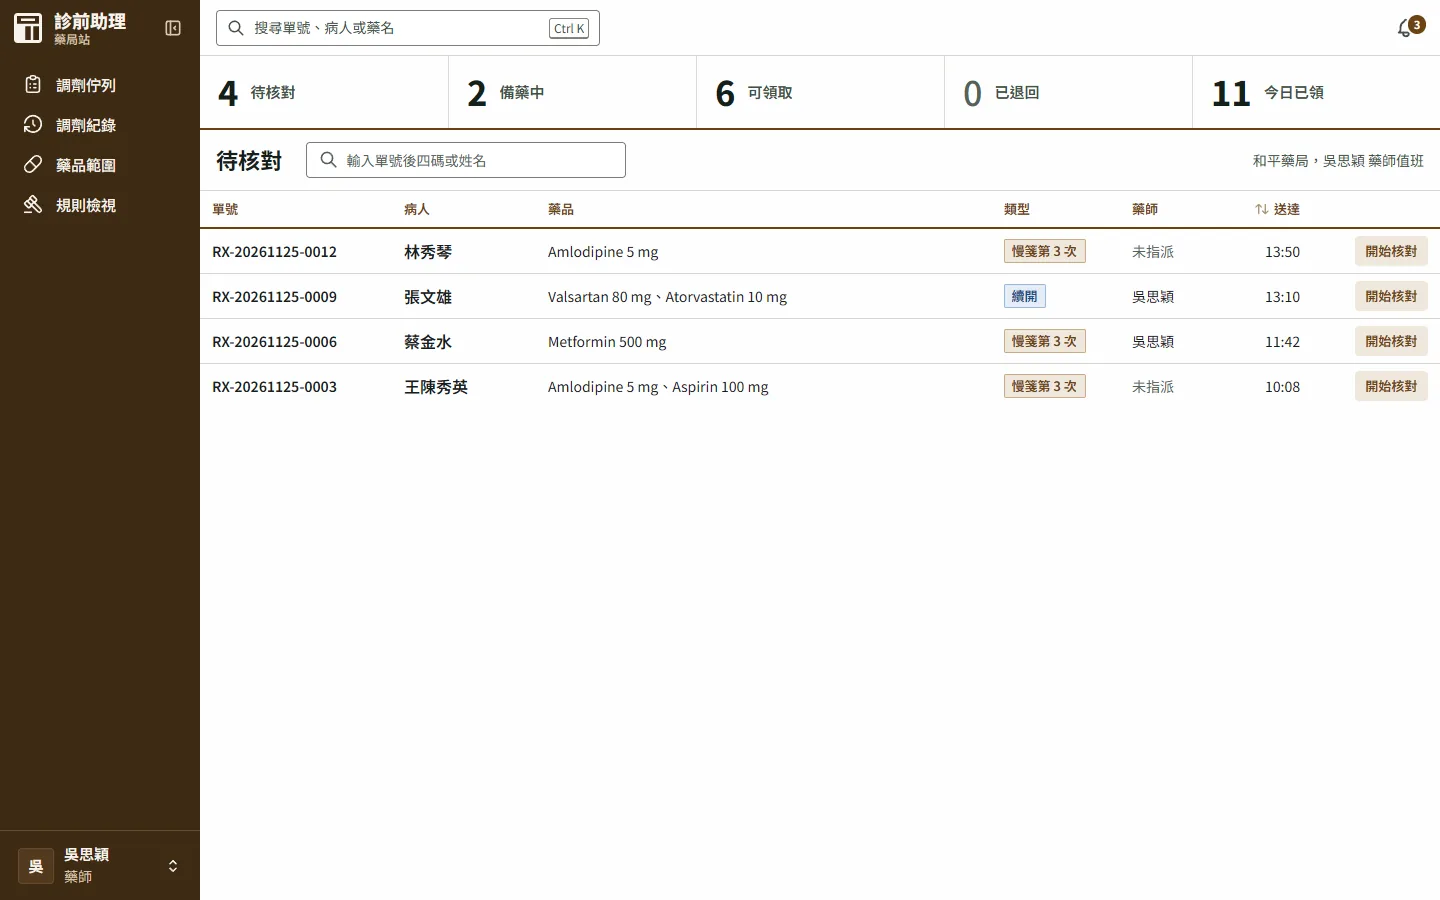 診前助理
藥局站
調劑佇列
調劑紀錄
藥品範圍
規則檢視
吳
吳思穎
藥師
搜尋單號、病人或藥名
Ctrl K
3
4 待核對
2 備藥中
6 可領取
0 已退回
11 今日已領
待核對
輸入單號後四碼或姓名
和平藥局，吳思穎 藥師值班
單號 病人 藥品 類型 藥師 送達
RX-20261125-0012 林秀琴 Amlodipine 5 mg 慢箋第 3 次 未指派 13:50 開始核對
RX-20261125-0009 張文雄 Valsartan 80 mg、Atorvastatin 10 mg 續開 吳思穎 13:10 開始核對
RX-20261125-0006 蔡金水 Metformin 500 mg 慢箋第 3 次 吳思穎 11:42 開始核對
RX-20261125-0003 王陳秀英 Amlodipine 5 mg、Aspirin 100 mg 慢箋第 3 次 未指派 10:08 開始核對